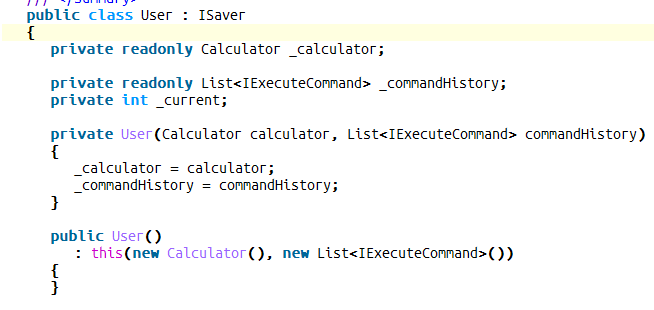 /// </summary>
public class User : ISaver
{
private readonly Calculator _calculator;
private readonly List<IExecuteCommand> _commandHistory;
private int _current;
private User(Calculator calculator, List<IExecuteCommand> commandHistory)
{
_calculator = calculator;
_commandHistory = commandHistory;
}
public User()
: this(new Calculator(), new List<IExecuteCommand>())
{
}